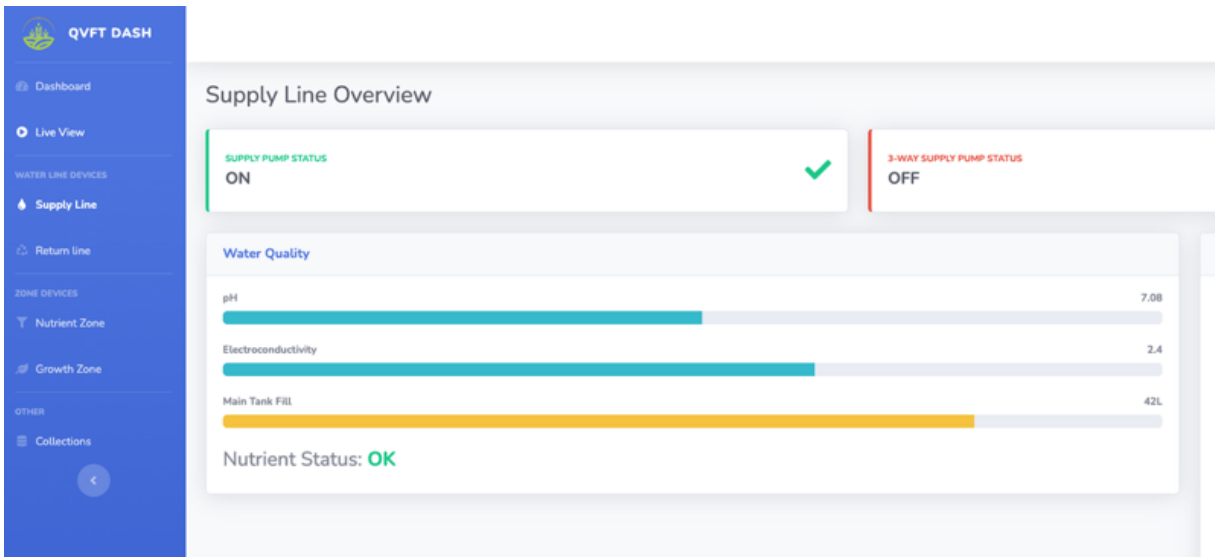 QVFT DASH
Dashboard
Live View
WATER LINE DEVICES
Supply Line
Return line
ZONE DEVICES
Nutrient Zone
Growth Zone
OTHER
Collections
Supply Line Overview
SUPPLY PUMP STATUS
ON
3-WAY SUPPLY PUMP STATUS
OFF
Water Quality
pH 7.08
Electroconductivity 2.4
Main Tank Fill 42L
Nutrient Status: OK